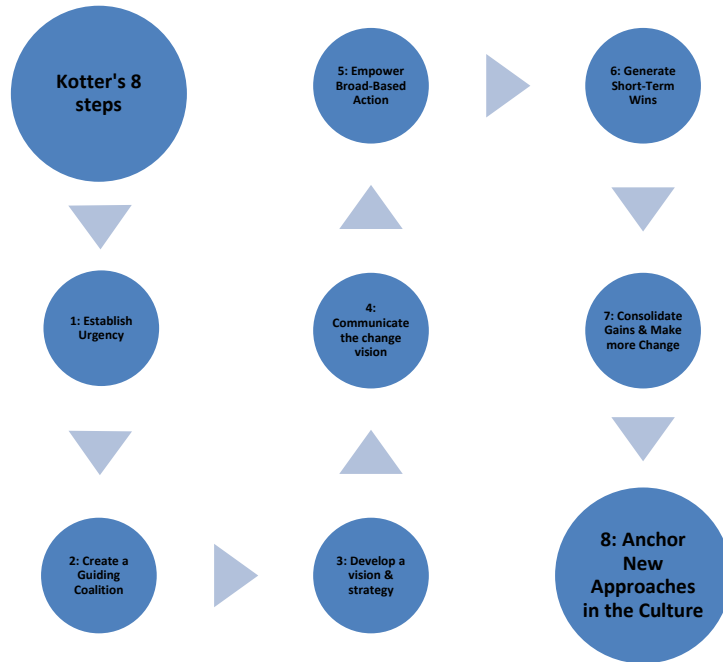 Kotter's 8
steps
1: Establish
Urgency
2: Create a
Guiding
Coalition
3: Develop a
vision &
strategy
4:
Communicate
the change
vision
5: Empower
Broad-Based
Action
6: Generate
Short-Term
Wins
7: Consolidate
Gains & Make
more Change
8: Anchor
New
Approaches
in the Culture